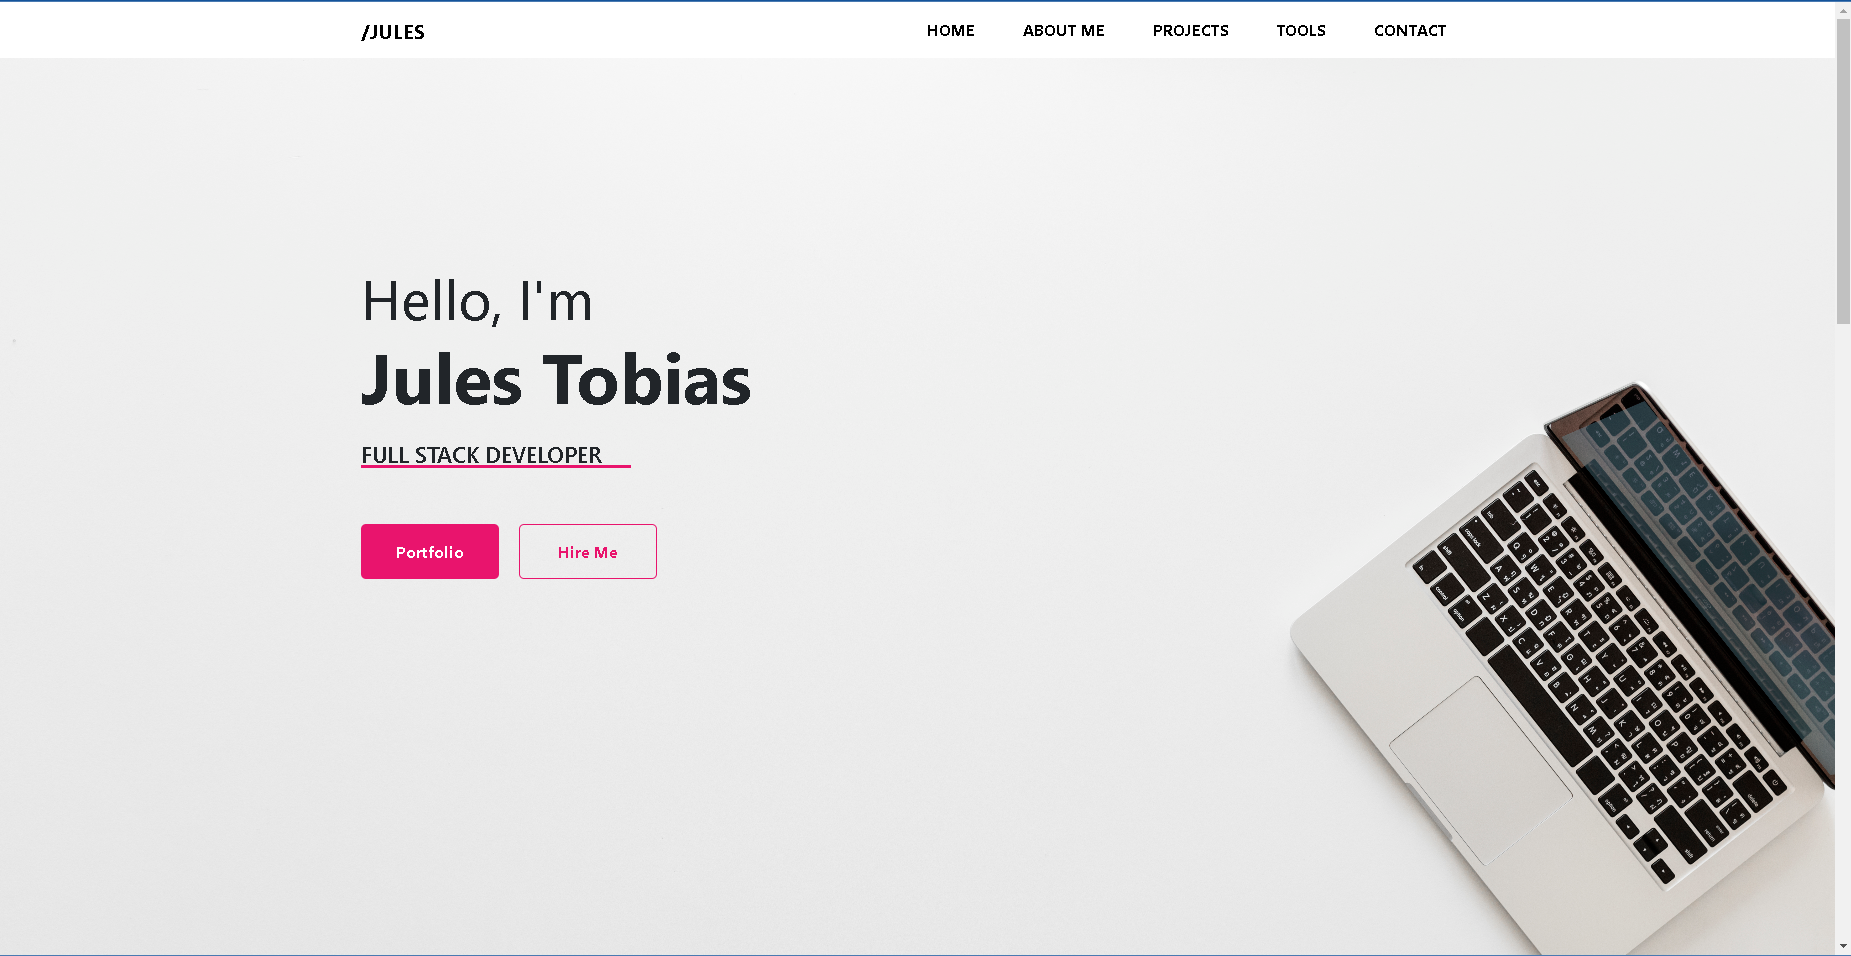 /JULES
HOME ABOUT ME PROJECTS TOOLS CONTACT
Hello, I'm
Jules Tobias
FULL STACK DEVELOPER
Portfolio Hire Me